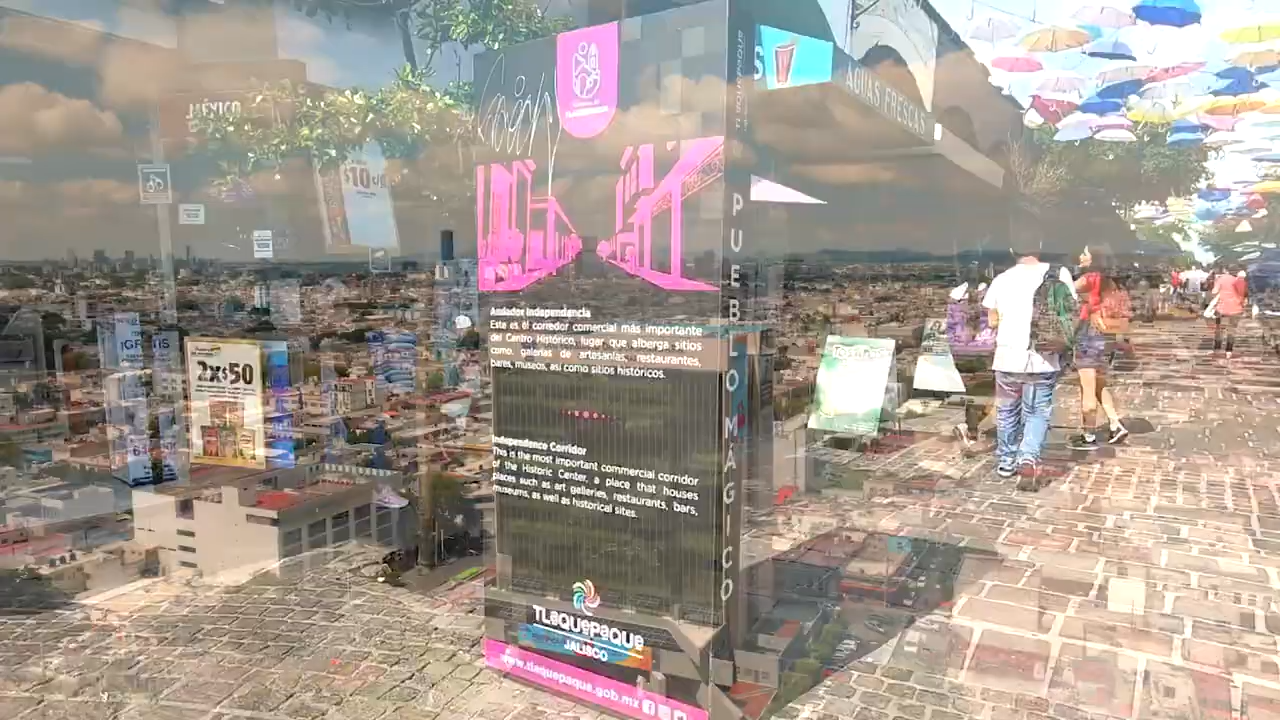 MÉXICO
$10
2x$50
AGUAS FRESCAS
PUEBLO MÁGICO
Andador Independencia
Este es el corredor comercial más importante
del Centro Histórico, lugar que alberga sitios
como, galerías de artesanías, restaurantes,
bares, museos, así como sitios históricos.
Independence Corridor
This is the most important commercial corridor
of the Historic Center, a place that houses
places such as art galleries, restaurants, bars,
museums, as well as historical sites.
TLaQUePaQUe
JALISCO
www.tlaquepaque.gob.mx